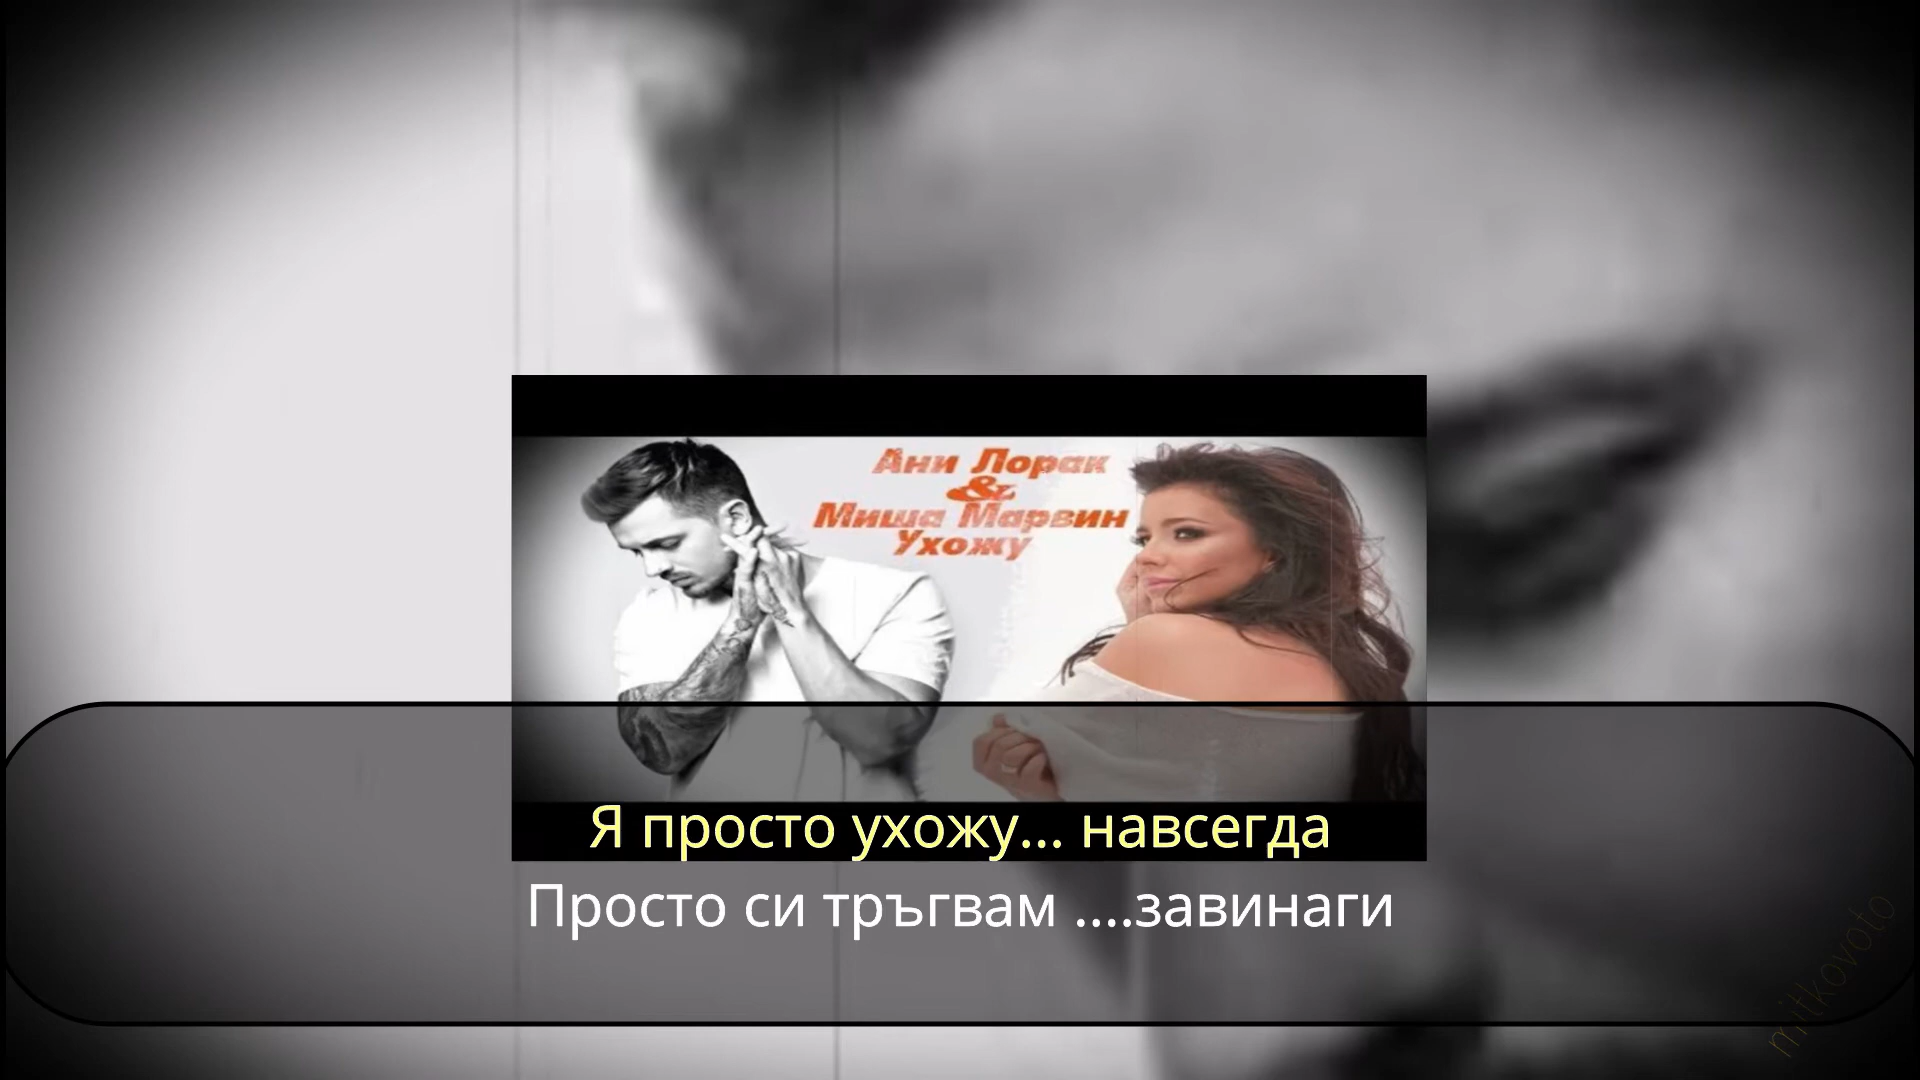 Ани Лорак
&
Миша Марвин
Ухожу
Я просто ухожу... навсегда
Просто си тръгвам ....завинаги
mitkovoto